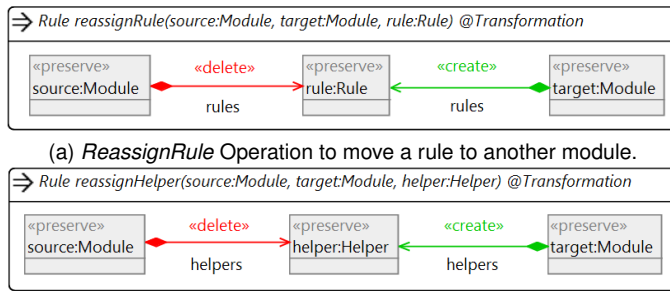 Rule reassignRule(source:Module, target:Module, rule:Rule) @Transformation
«preserve» «delete» «preserve» «create» «preserve»
source:Module rule:Rule target:Module
rules rules
(a) ReassignRule Operation to move a rule to another module.
Rule reassignHelper(source:Module, target:Module, helper:Helper) @Transformation
«preserve» «delete» «preserve» «create» «preserve»
source:Module helper:Helper target:Module
helpers helpers